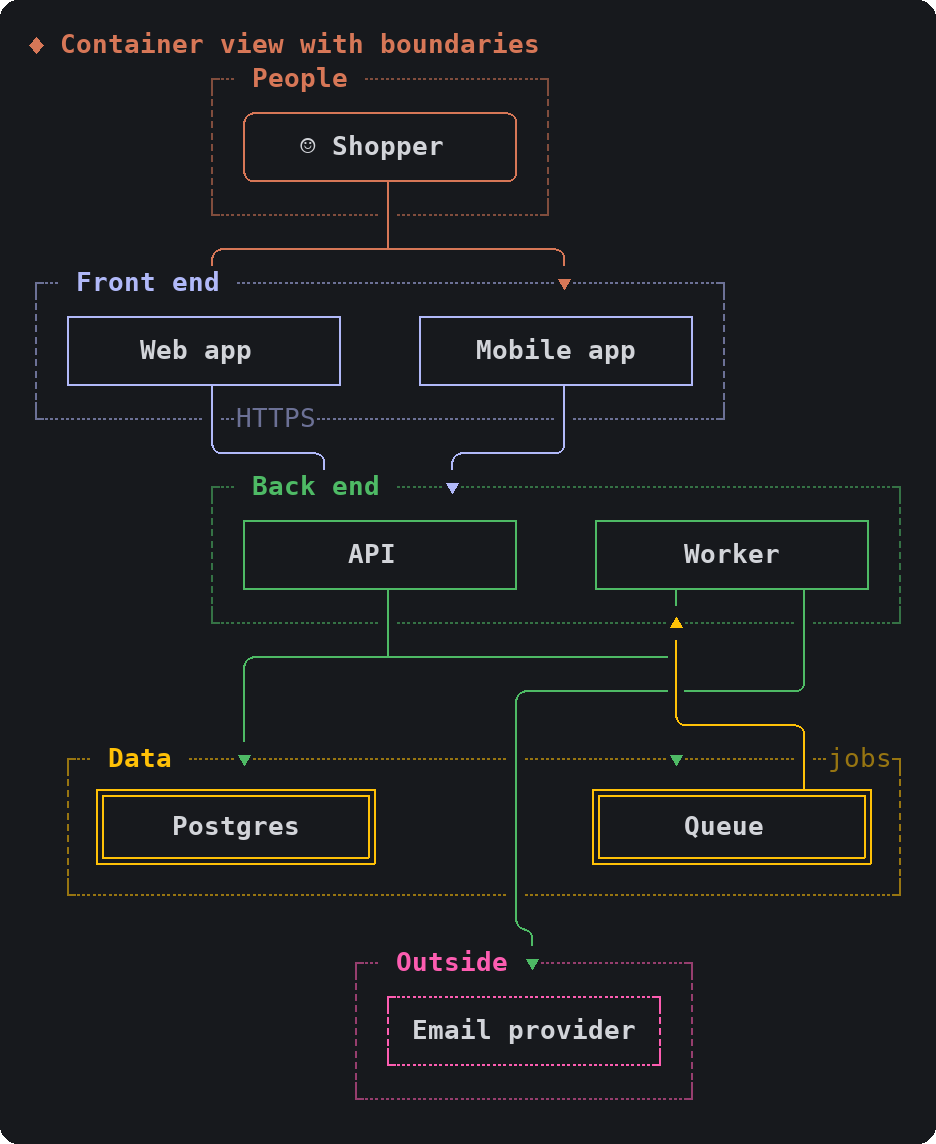 ♦ Container view with boundaries
People
☺ Shopper
Front end
Web app
Mobile app
HTTPS
Back end
API
Worker
Data
jobs
Postgres
Queue
Outside
Email provider